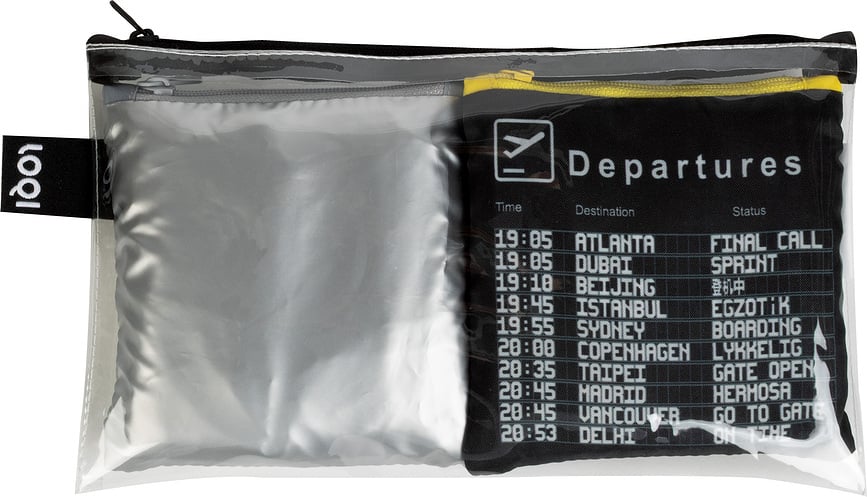 LOQI
Departures
Time Destination Status
19:05 ATLANTA FINAL CALL
19:05 DUBAI SPRINT
19:10 BEIJING 登机中
19:45 ISTANBUL EGZOTiK
19:55 SYDNEY BOARDING
20:00 COPENHAGEN LYKKELIG
20:35 TAIPEI GATE OPEN
20:45 MADRID HERMOSA
20:45 VANCOUVER GO TO GATE
20:53 DELHI ON TIME